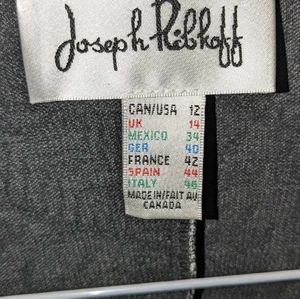 Joseph Ribkoff
CAN/USA 12
UK 14
MEXICO 34
GER 40
FRANCE 42
SPAIN 44
ITALY 46
MADE IN/FAIT AU
CANADA